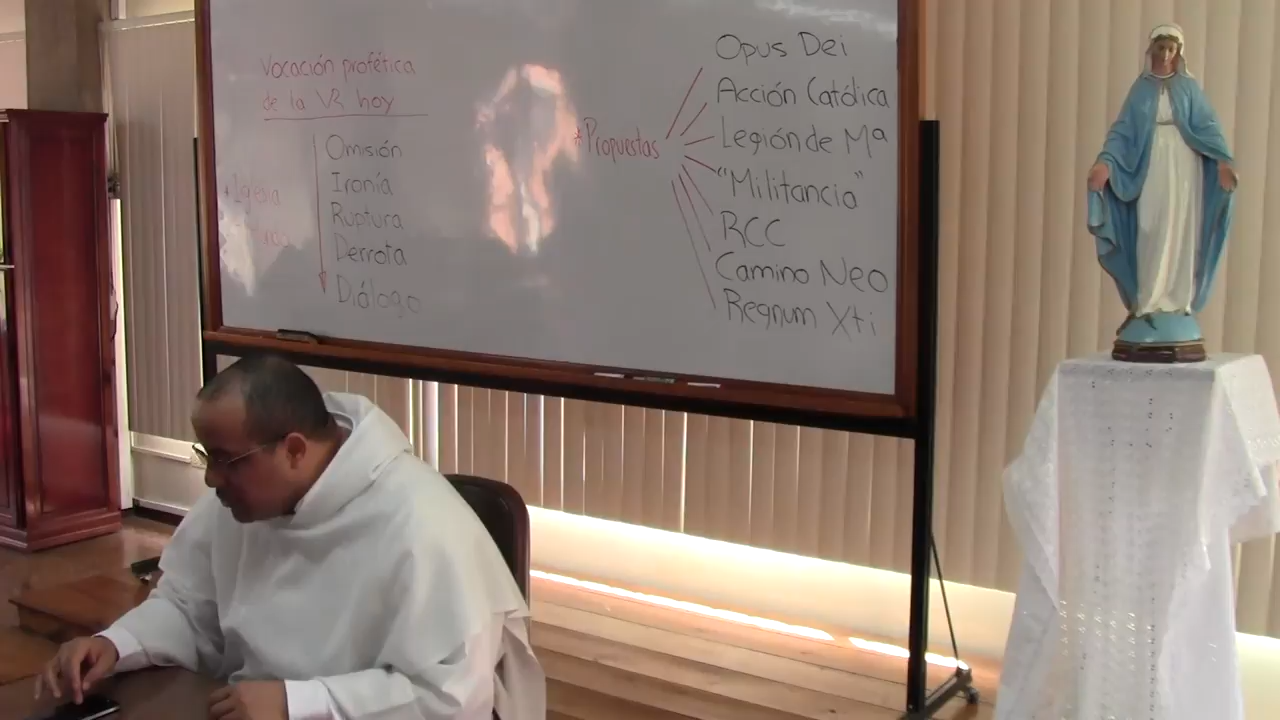 Vocación profética
de la VR hoy
Omisión
Ironía
Ruptura
Derrota
Diálogo
+Iglesia
*Propuestas
Opus Dei
Acción Católica
Legión de Mª
"Militancia"
RCC
Camino Neo
Regnum Xti